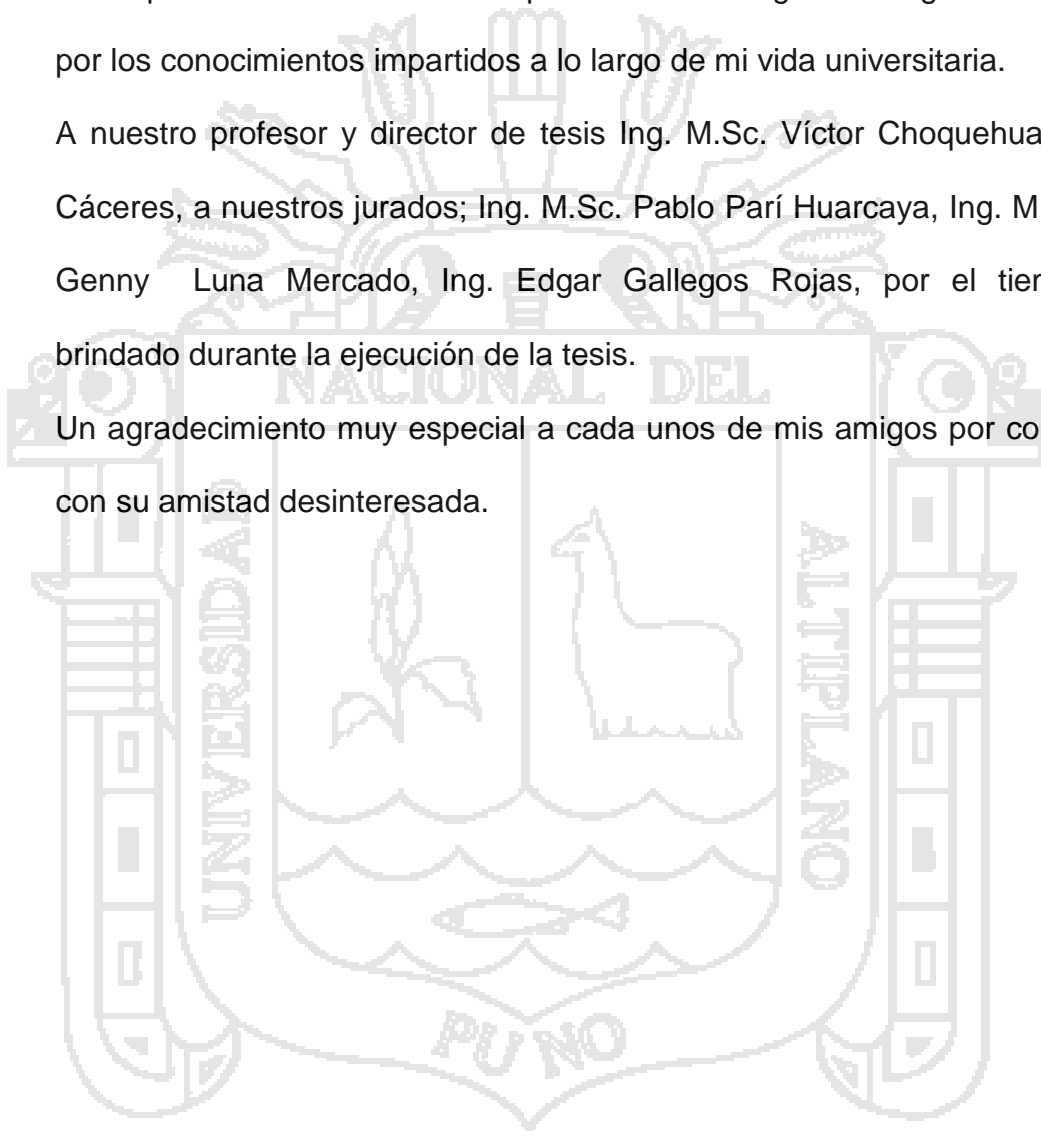 por los conocimientos impartidos a lo largo de mi vida universitaria.
A nuestro profesor y director de tesis Ing. M.Sc. Víctor
Cáceres, a nuestros jurados; Ing. M.Sc. Pablo Parí Huarcaya, Ing.
Genny Luna Mercado, Ing. Edgar Gallegos Rojas, por el
brindado durante la ejecución de la tesis.
Un agradecimiento muy especial a cada unos de mis amigos por
con su amistad desinteresada.
NACIONAL DEL
UNIVERSIDAD
ALTIPLANO
PUNO